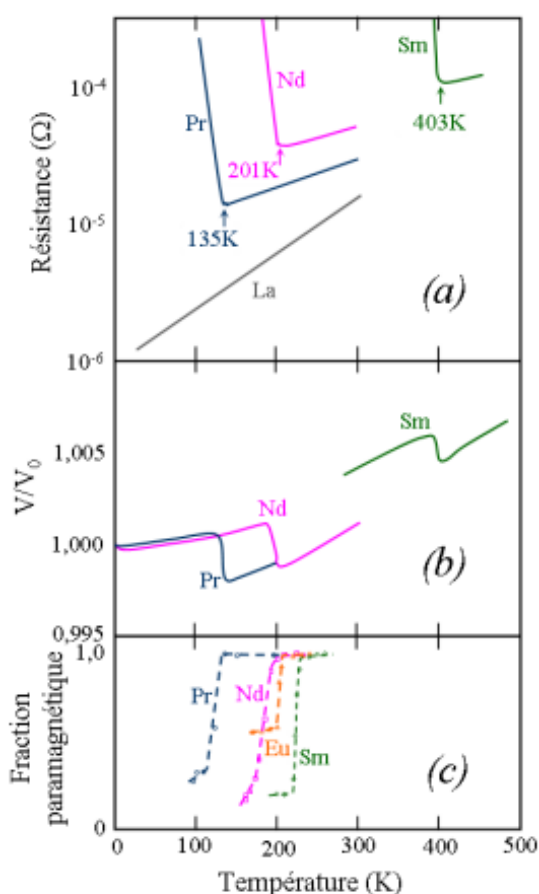 Résistance (Ω)
10⁻⁴
10⁻⁵
10⁻⁶
Pr
Nd
Sm
403K
201K
135K
La
(a)
V/V₀
1,005
1,000
0,995
Sm
Nd
Pr
(b)
Fraction
paramagnétique
1,0
0
Pr
Nd
Eu
Sm
(c)
0
100
200
300
400
500
Température (K)